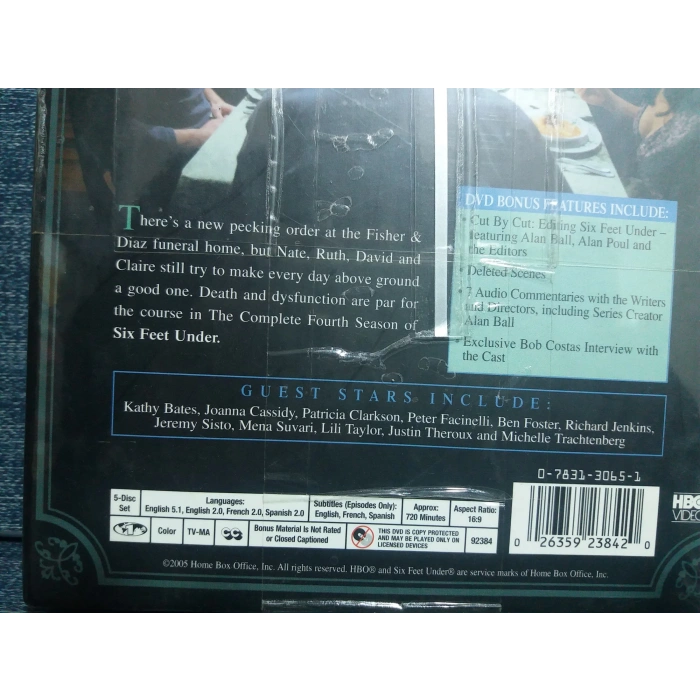 There's a new pecking order at the Fisher &
Diaz funeral home, but Nate, Ruth, David and
Claire still try to make every day above ground
a good one. Death and dysfunction are par for
the course in The Complete Fourth Season of
Six Feet Under.
DVD BONUS FEATURES INCLUDE:
• Cut By Cut: Editing Six Feet Under –
featuring Alan Ball, Alan Poul and
the Editors
• Deleted Scenes
• 7 Audio Commentaries with the Writers
and Directors, including Series Creator
Alan Ball
• Exclusive Bob Costas Interview with
the Cast
GUEST STARS INCLUDE:
Kathy Bates, Joanna Cassidy, Patricia Clarkson, Peter Facinelli, Ben Foster, Richard Jenkins,
Jeremy Sisto, Mena Suvari, Lili Taylor, Justin Theroux and Michelle Trachtenberg
0-7831-3065-1
5-Disc Set
Languages:
English 5.1, English 2.0, French 2.0, Spanish 2.0
Subtitles (Episodes Only):
English, French, Spanish
Approx:
720 Minutes
Aspect Ratio:
16:9
Color
TV-MA
CC
Bonus Material Is Not Rated
or Closed Captioned
THIS DVD IS COPY PROTECTED
AND MAY BE PLAYED ONLY ON
LICENSED DEVICES
92384
0 26359 23842 0
HBO
VIDEO
©2005 Home Box Office, Inc. All rights reserved. HBO® and Six Feet Under® are service marks of Home Box Office, Inc.